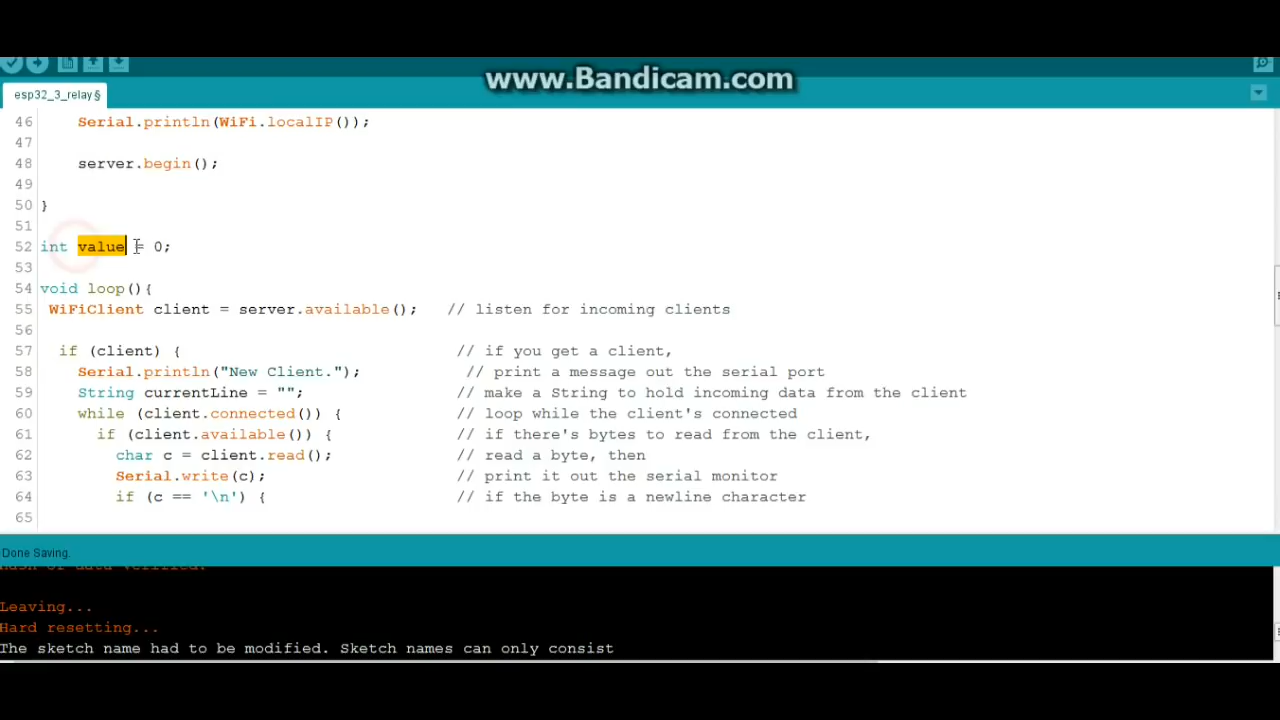 www.Bandicam.com
esp32_3_relay§
46 Serial.println(WiFi.localIP());
47
48 server.begin();
49
50 }
51
52 int value = 0;
53
54 void loop(){
55 WiFiClient client = server.available(); // listen for incoming clients
56
57 if (client) { // if you get a client,
58 Serial.println("New Client."); // print a message out the serial port
59 String currentLine = ""; // make a String to hold incoming data from the client
60 while (client.connected()) { // loop while the client's connected
61 if (client.available()) { // if there's bytes to read from the client,
62 char c = client.read(); // read a byte, then
63 Serial.write(c); // print it out the serial monitor
64 if (c == '\n') { // if the byte is a newline character
65
Done Saving.
Hash of data verified.
Leaving...
Hard resetting...
The sketch name had to be modified. Sketch names can only consist